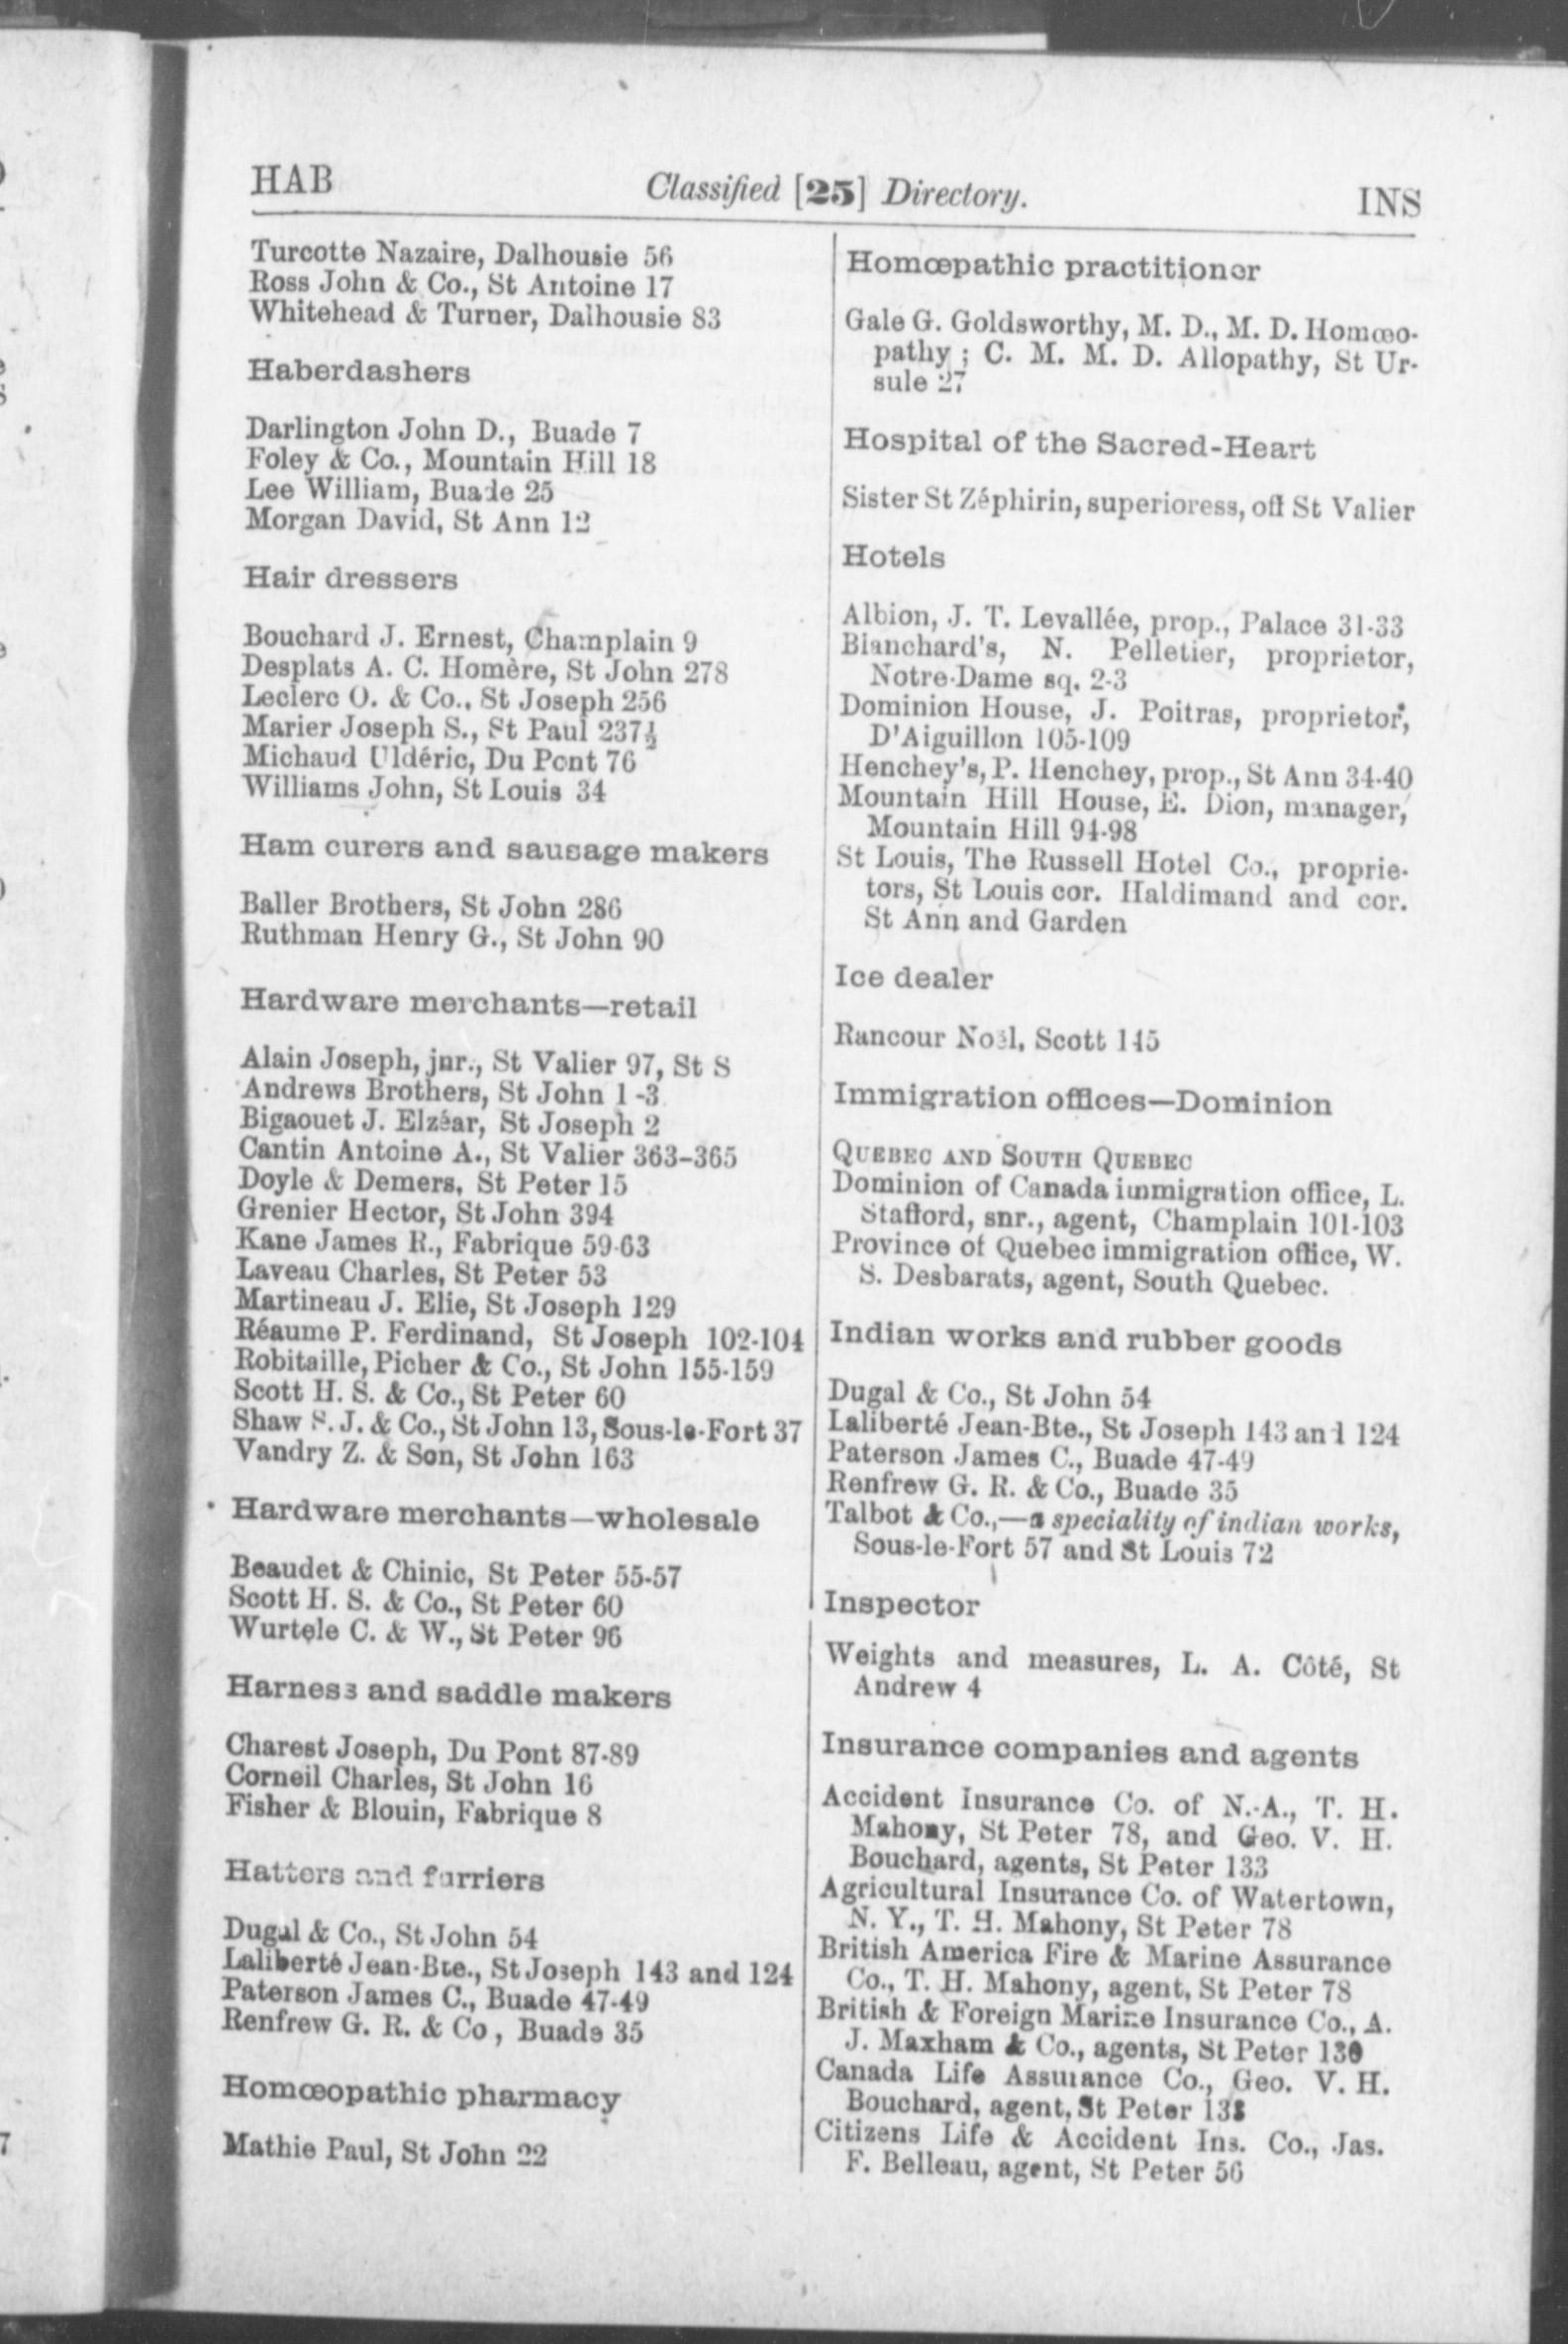 HAB
Classified [25] Directory.
INS
Turcotte Nazaire, Dalhousie 56
Ross John & Co., St Antoine 17
Whitehead & Turner, Dalhousie 83
Haberdashers
Darlington John D., Buade 7
Foley & Co., Mountain Hill 18
Lee William, Buade 25
Morgan David, St Ann 12
Hair dressers
Bouchard J. Ernest, Champlain 9
Desplats A. C. Homère, St John 278
Leclerc O. & Co., St Joseph 256
Marier Joseph S., St Paul 237½
Michaud Uldéric, Du Pont 76
Williams John, St Louis 34
Ham curers and sausage makers
Baller Brothers, St John 286
Ruthman Henry G., St John 90
Hardware merchants—retail
Alain Joseph, jnr., St Valier 97, St S
Andrews Brothers, St John 1-3
Bigaouet J. Elzéar, St Joseph 2
Cantin Antoine A., St Valier 363-365
Doyle & Demers, St Peter 15
Grenier Hector, St John 394
Kane James R., Fabrique 59-63
Laveau Charles, St Peter 53
Martineau J. Elie, St Joseph 129
Réaume P. Ferdinand, St Joseph 102-104
Robitaille, Picher & Co., St John 155-159
Scott H. S. & Co., St Peter 60
Shaw S. J. & Co., St John 13, Sous-le-Fort 37
Vandry Z. & Son, St John 163
Hardware merchants—wholesale
Beaudet & Chinic, St Peter 55-57
Scott H. S. & Co., St Peter 60
Wurtele C. & W., St Peter 96
Harness and saddle makers
Charest Joseph, Du Pont 87-89
Corneil Charles, St John 16
Fisher & Blouin, Fabrique 8
Hatters and furriers
Dugal & Co., St John 54
Laliberté Jean-Bte., St Joseph 143 and 124
Paterson James C., Buade 47-49
Renfrew G. R. & Co, Buade 35
Homœopathic pharmacy
Mathie Paul, St John 22
Homœpathic practitioner
Gale G. Goldsworthy, M. D., M. D. Homœo-
pathy ; C. M. M. D. Allopathy, St Ur-
sule 27
Hospital of the Sacred-Heart
Sister St Zéphirin, superioress, off St Valier
Hotels
Albion, J. T. Levallée, prop., Palace 31-33
Blanchard's, N. Pelletier, proprietor,
Notre-Dame sq. 2-3
Dominion House, J. Poitras, proprietor,
D'Aiguillon 105-109
Henchey's, P. Henchey, prop., St Ann 34-40
Mountain Hill House, E. Dion, manager,
Mountain Hill 94-98
St Louis, The Russell Hotel Co., proprie-
tors, St Louis cor. Haldimand and cor.
St Ann and Garden
Ice dealer
Rancour Noël, Scott 145
Immigration offices—Dominion
QUEBEC AND SOUTH QUEBEC
Dominion of Canada immigration office, L.
Stafford, snr., agent, Champlain 101-103
Province of Quebec immigration office, W.
S. Desbarats, agent, South Quebec.
Indian works and rubber goods
Dugal & Co., St John 54
Laliberté Jean-Bte., St Joseph 143 and 124
Paterson James C., Buade 47-49
Renfrew G. R. & Co., Buade 35
Talbot & Co.,—a speciality of indian works,
Sous-le-Fort 57 and St Louis 72
Inspector
Weights and measures, L. A. Côté, St
Andrew 4
Insurance companies and agents
Accident Insurance Co. of N.-A., T. H.
Mahony, St Peter 78, and Geo. V. H.
Bouchard, agents, St Peter 133
Agricultural Insurance Co. of Watertown,
N. Y., T. H. Mahony, St Peter 78
British America Fire & Marine Assurance
Co., T. H. Mahony, agent, St Peter 78
British & Foreign Marine Insurance Co., A.
J. Maxham & Co., agents, St Peter 130
Canada Life Assurance Co., Geo. V. H.
Bouchard, agent, St Peter 133
Citizens Life & Accident Ins. Co., Jas.
F. Belleau, agent, St Peter 56